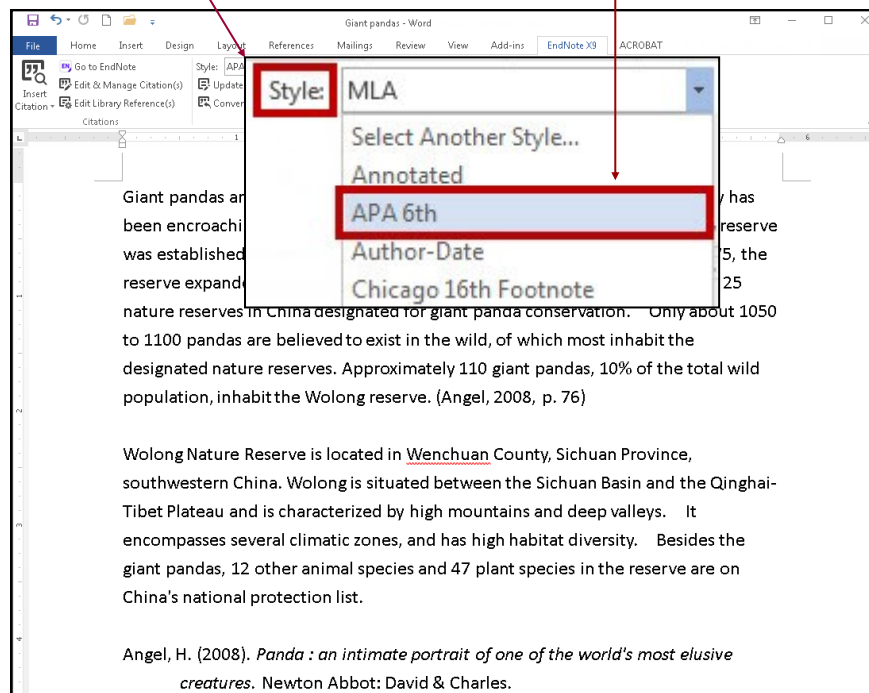 Giant pandas - Word
File Home Insert Design Layout References Mailings Review View Add-ins EndNote X9 ACROBAT
Insert Citation
Go to EndNote
Edit & Manage Citation(s)
Edit Library Reference(s)
Citations
Style: APA
Update
Conver
Style: MLA
Select Another Style...
Annotated
APA 6th
Author-Date
Chicago 16th Footnote
1
6
Giant pandas ar y has
been encroachi reserve
was established 75, the
reserve expand 25
nature reserves in China designated for giant panda conservation. Only about 1050
to 1100 pandas are believed to exist in the wild, of which most inhabit the
designated nature reserves. Approximately 110 giant pandas, 10% of the total wild
population, inhabit the Wolong reserve. (Angel, 2008, p. 76)
Wolong Nature Reserve is located in Wenchuan County, Sichuan Province,
southwestern China. Wolong is situated between the Sichuan Basin and the Qinghai-
Tibet Plateau and is characterized by high mountains and deep valleys. It
encompasses several climatic zones, and has high habitat diversity. Besides the
giant pandas, 12 other animal species and 47 plant species in the reserve are on
China's national protection list.
Angel, H. (2008). Panda : an intimate portrait of one of the world's most elusive
creatures. Newton Abbot: David & Charles.